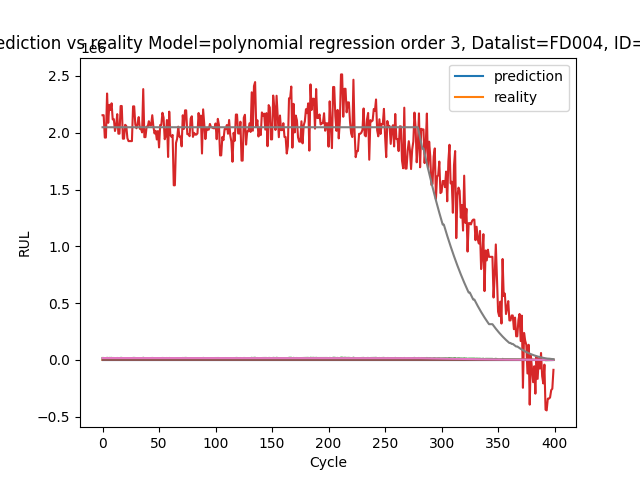 ediction vs reality Model=polynomial regression order 3, Datalist=FD004, ID=
1e6
prediction
reality
2.5
2.0
1.5
1.0
0.5
0.0
−0.5
RUL
0 50 100 150 200 250 300 350 400
Cycle